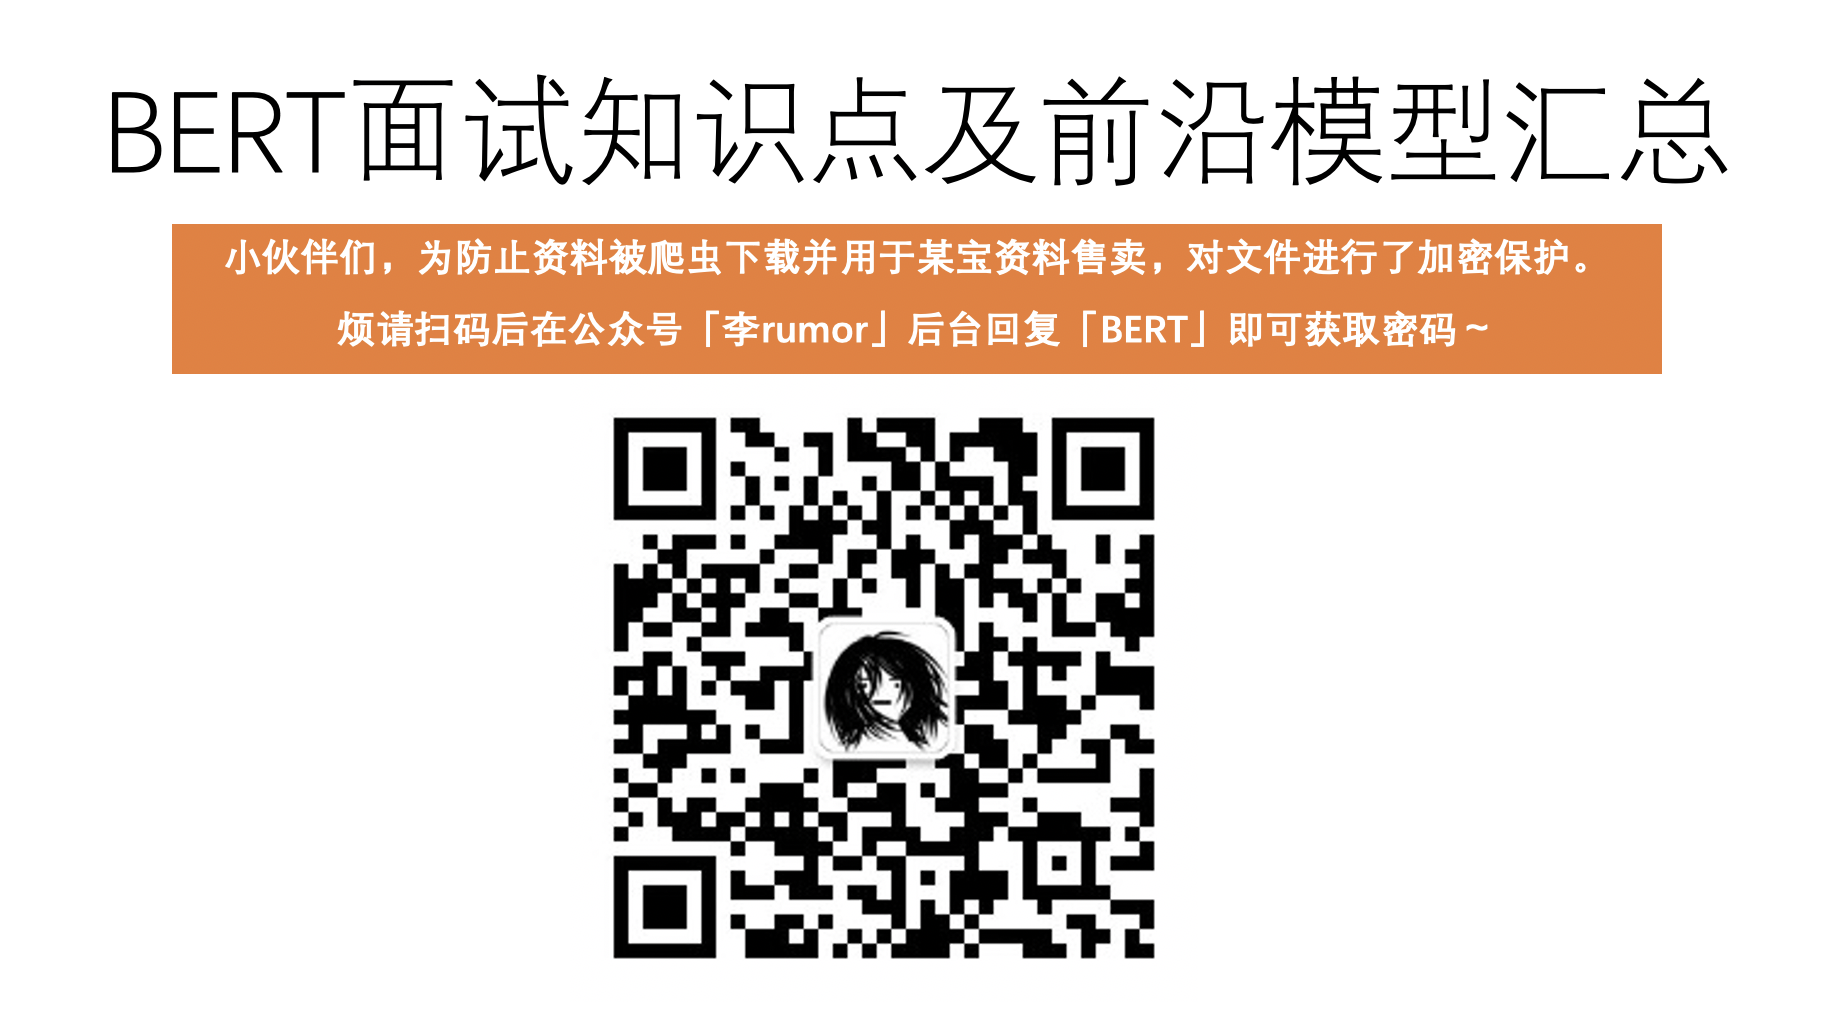 BERT面试知识点及前沿模型汇总
小伙伴们，为防止资料被爬虫下载并用于某宝资料售卖，对文件进行了加密保护。
烦请扫码后在公众号「李rumor」后台回复「BERT」即可获取密码～